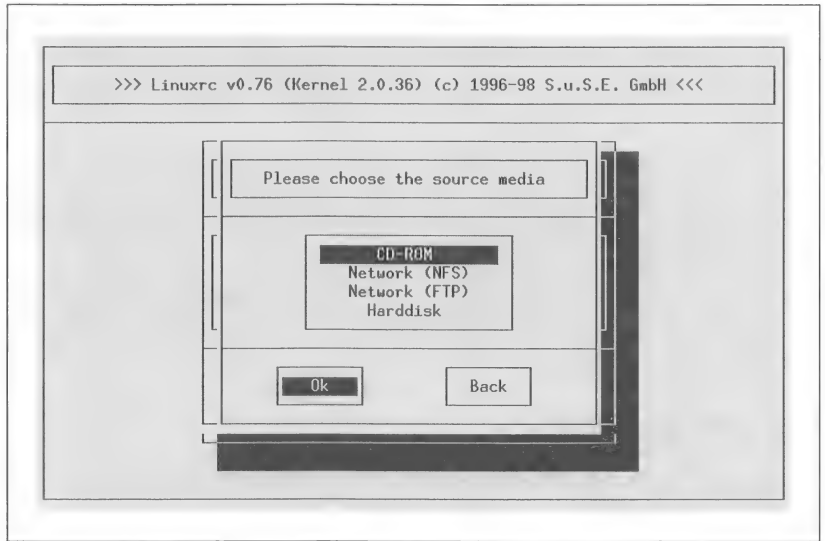 >>> Linuxrc v0.76 (Kernel 2.0.36) (c) 1996-98 S.u.S.E. GmbH <<<
Please choose the source media
CD-ROM
Network (NFS)
Network (FTP)
Harddisk
Ok Back